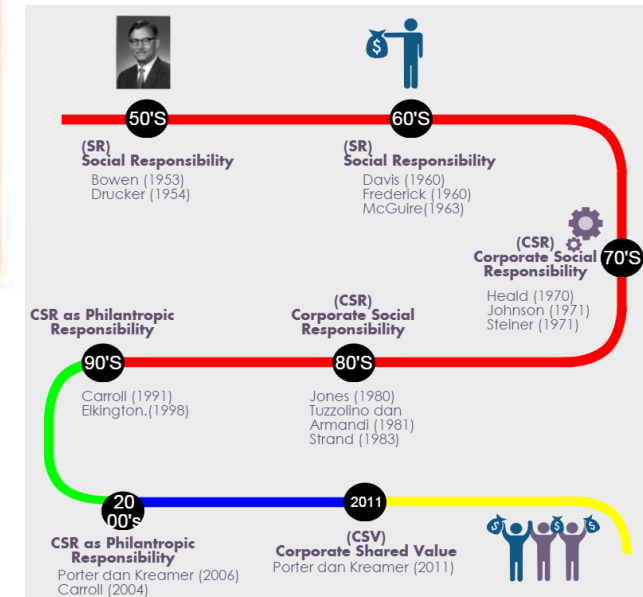 50'S
(SR)
Social Responsibility
Bowen (1953)
Drucker (1954)
60'S
(SR)
Social Responsibility
Davis (1960)
Frederick (1960)
McGuire(1963)
70'S
(CSR)
Corporate Social
Responsibility
Heald (1970)
Johnson (1971)
Steiner (1971)
(CSR)
Corporate Social
Responsibility
80'S
Jones (1980)
Tuzzolino dan
Armandi (1981)
Strand (1983)
CSR as Philantropic
Responsibility
90'S
Carroll (1991)
Elkington.(1998)
20
00's
CSR as Philantropic
Responsibility
Porter dan Kreamer (2006)
Carroll (2004)
2011
(CSV)
Corporate Shared Value
Porter dan Kreamer (2011)